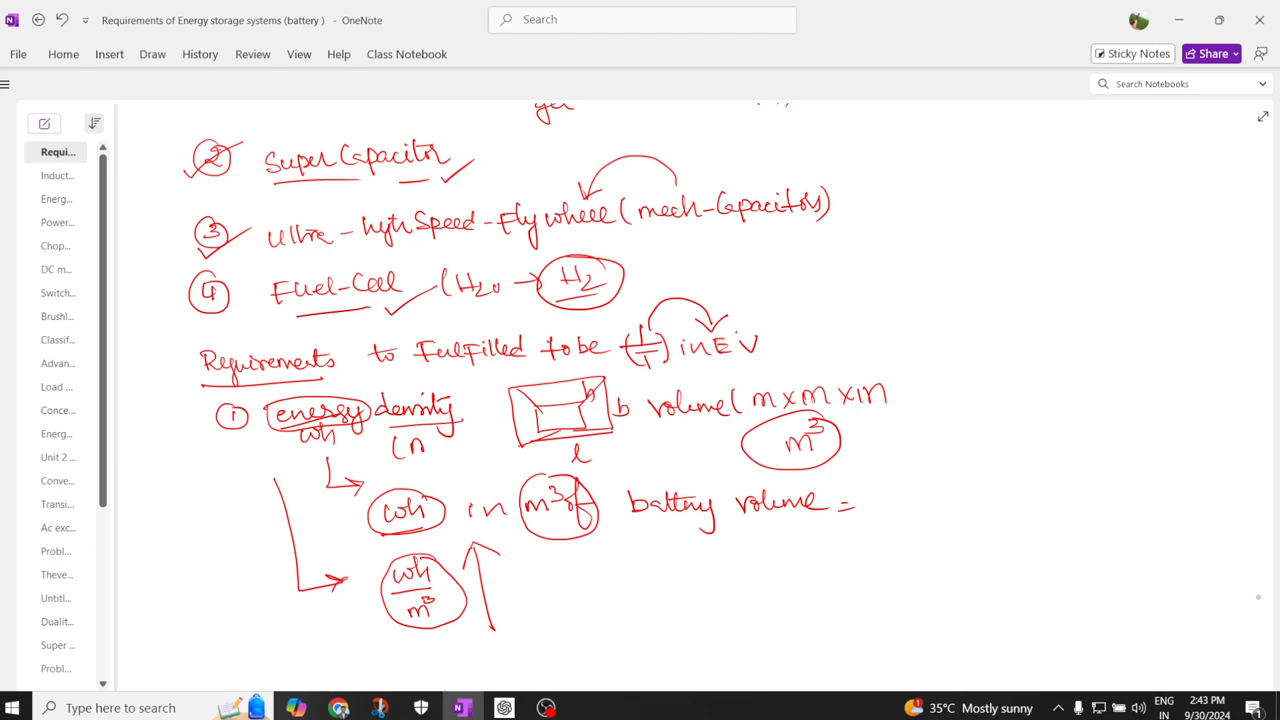 Requirements of Energy storage systems (battery ) - OneNote
Search
File Home Insert Draw History Review View Help Class Notebook
Sticky Notes Share
Search Notebooks
Requi...
Induct...
Energ...
Power...
Chop...
DC m...
Switch...
Brushl...
Classif...
Advan...
Load ...
Conce...
Energ...
Unit 2 ...
Conve...
Transi...
Ac exc...
Probl...
Theve...
Untitl...
Dualit...
Super ...
Probl...
② Super Capacitor
③ Ultra - high Speed - Fly wheel (mech-Capacitors)
④ Fuel-Cell (H2O → H2
Requirements to Fulfilled to be in EV
① energy density
wh
h b l
volume ( m x m x m
m³
wh in m³ of battery volume =
wh
m³
Type here to search
35°C Mostly sunny
ENG
IN
2:43 PM
9/30/2024